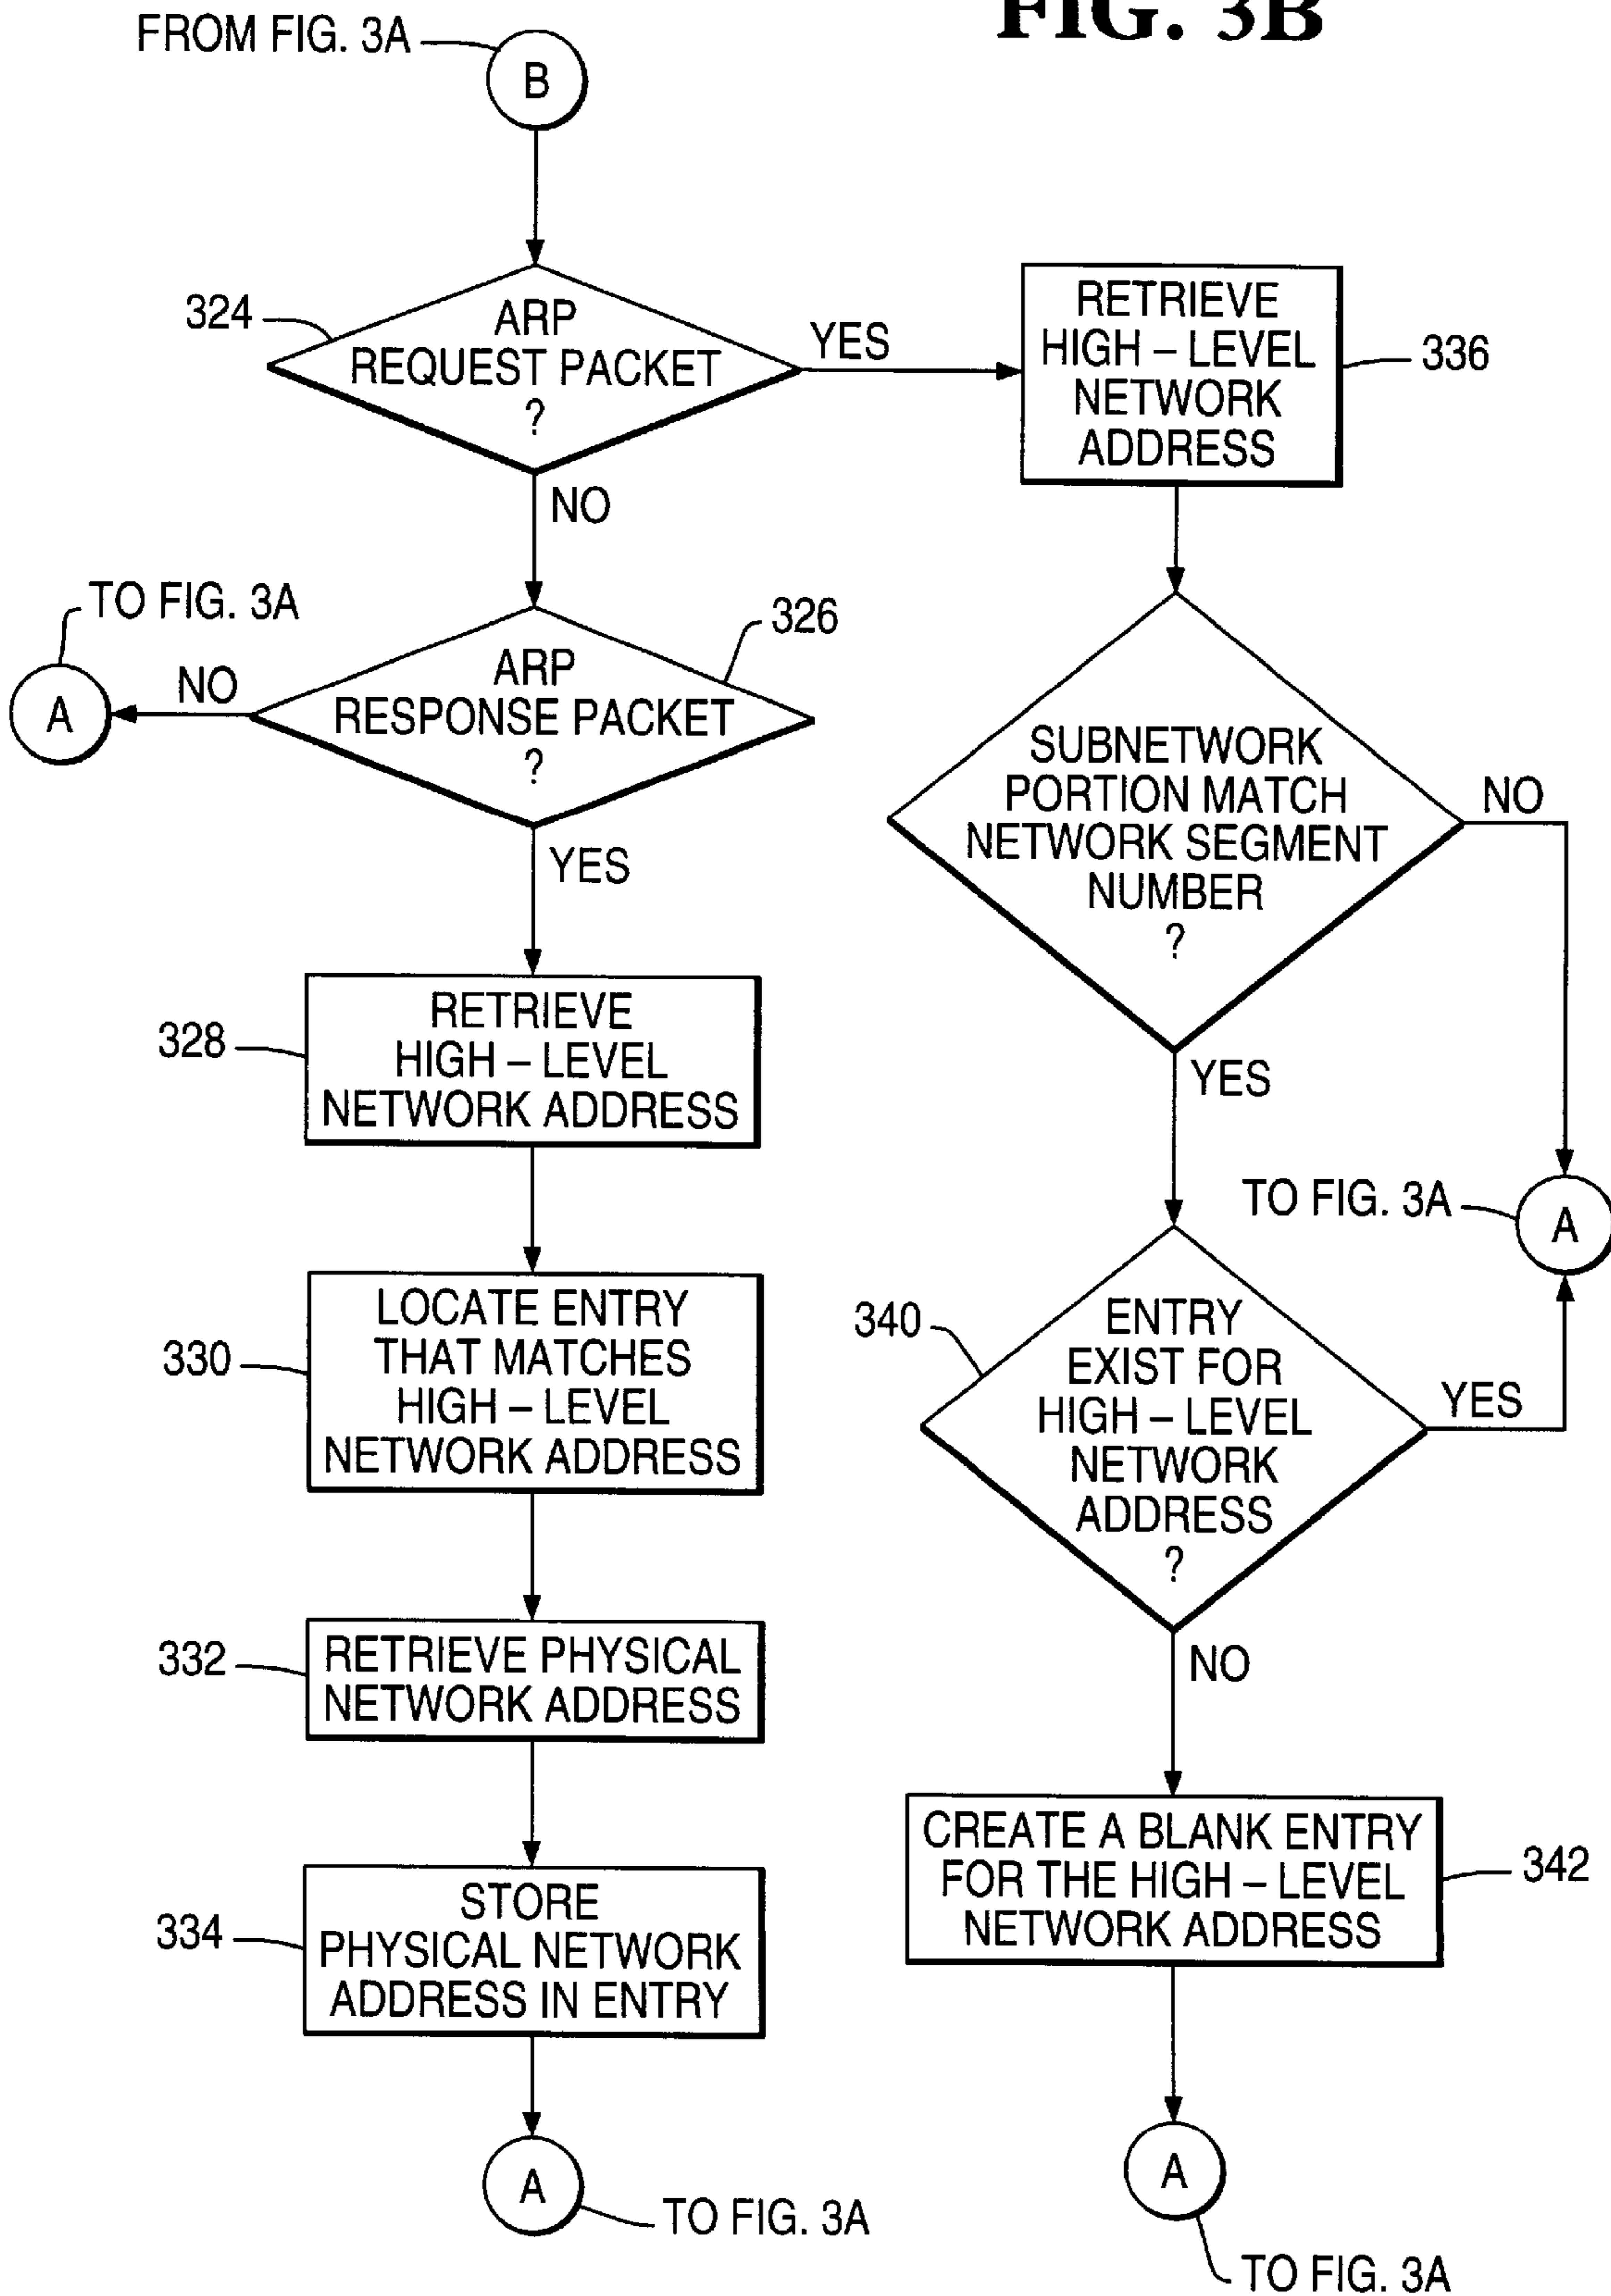 FIG. 3B
FROM FIG. 3A
B
324
ARP
REQUEST PACKET
?
YES
NO
RETRIEVE
HIGH – LEVEL
NETWORK
ADDRESS
336
TO FIG. 3A
A
NO
326
ARP
RESPONSE PACKET
?
YES
SUBNETWORK
PORTION MATCH
NETWORK SEGMENT
NUMBER
?
NO
YES
328
RETRIEVE
HIGH – LEVEL
NETWORK ADDRESS
TO FIG. 3A
A
330
LOCATE ENTRY
THAT MATCHES
HIGH – LEVEL
NETWORK ADDRESS
340
ENTRY
EXIST FOR
HIGH – LEVEL
NETWORK
ADDRESS
?
YES
NO
332
RETRIEVE PHYSICAL
NETWORK ADDRESS
334
STORE
PHYSICAL NETWORK
ADDRESS IN ENTRY
CREATE A BLANK ENTRY
FOR THE HIGH – LEVEL
NETWORK ADDRESS
342
A
TO FIG. 3A
A
TO FIG. 3A